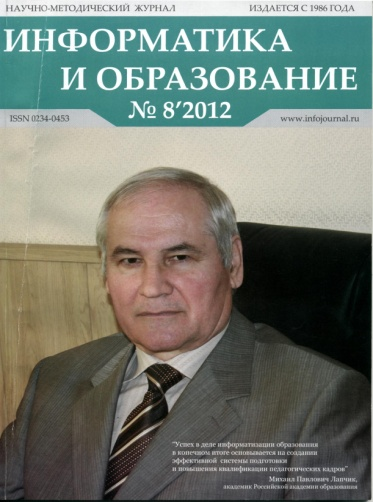 НАУЧНО-МЕТОДИЧЕСКИЙ ЖУРНАЛ ИЗДАЕТСЯ С 1986 ГОДА
ИНФОРМАТИКА
И ОБРАЗОВАНИЕ
ISSN 0234-0453 № 8'2012 www.infojournal.ru
"Успех в деле информатизации образования
в конечном итоге основывается на создании
эффективной системы подготовки
и повышения квалификации педагогических кадров"
Михаил Павлович Лапчик,
академик Российской академии образования